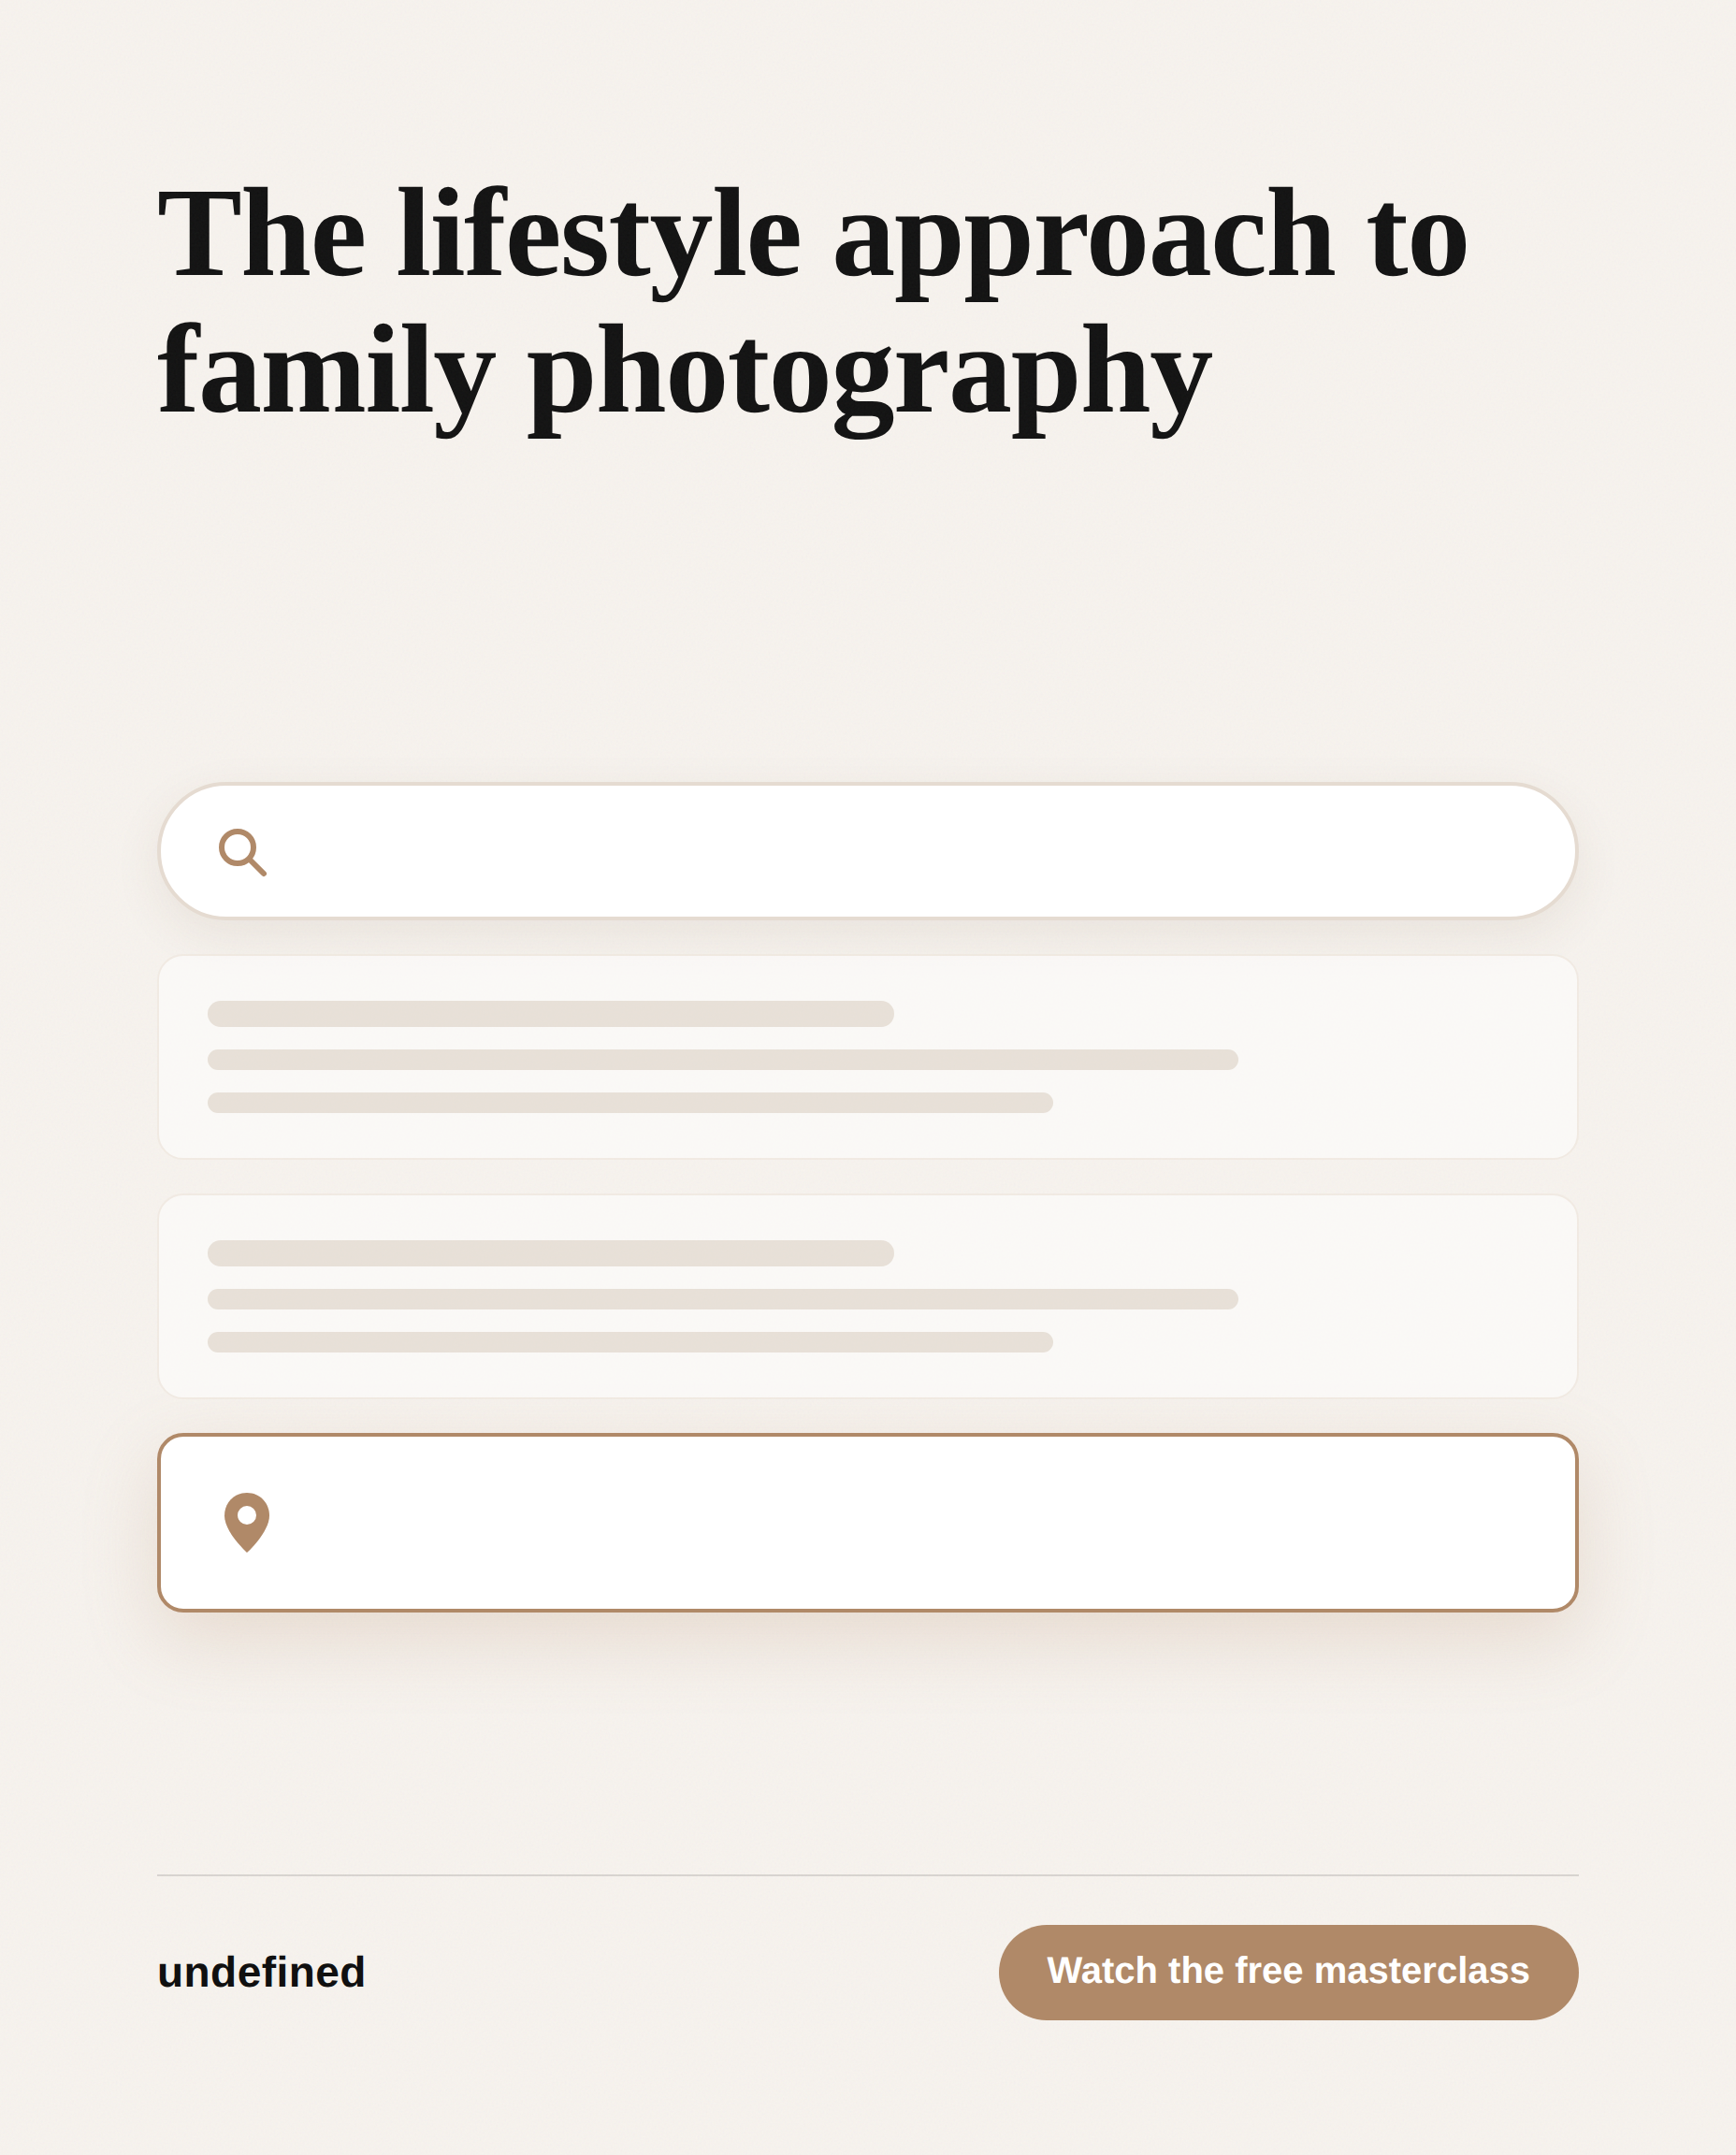 The lifestyle approach to
family photography
undefined
Watch the free masterclass